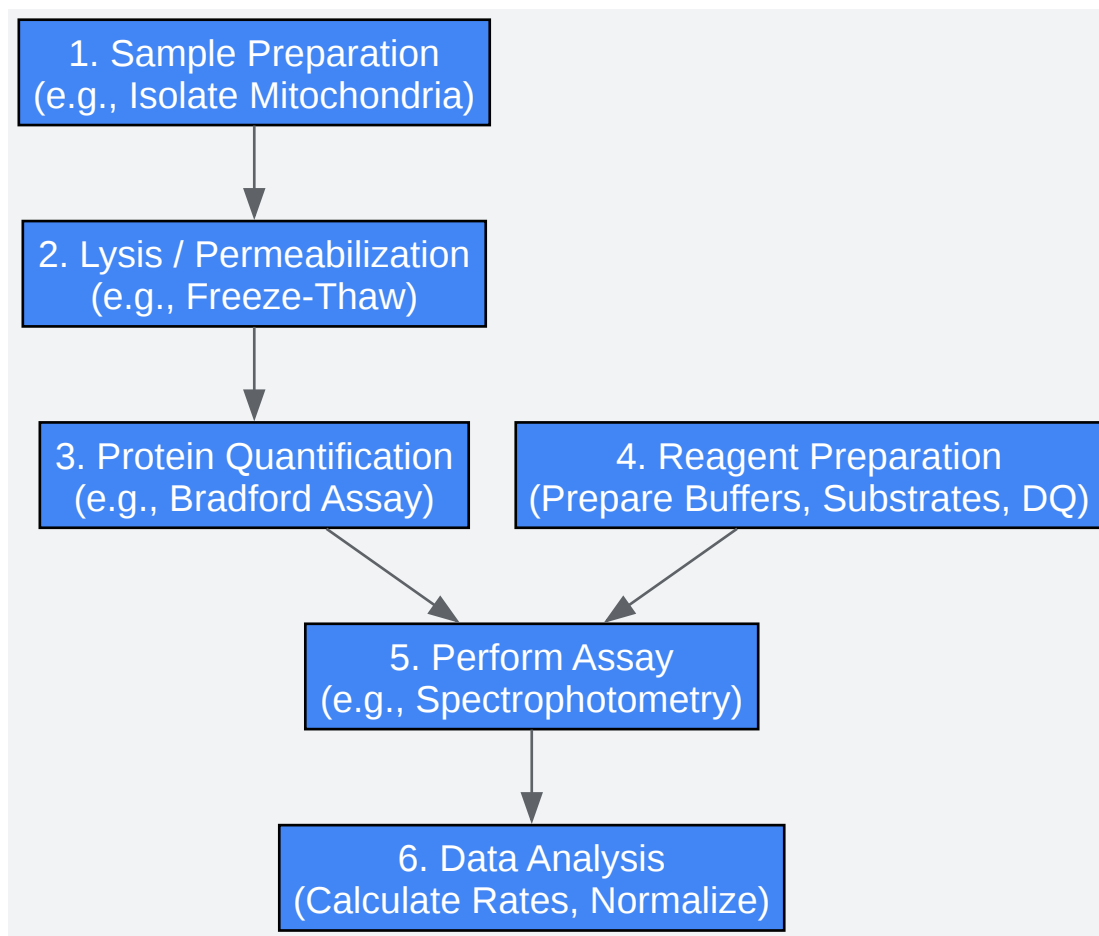 1. Sample Preparation
(e.g., Isolate Mitochondria)
2. Lysis / Permeabilization
(e.g., Freeze-Thaw)
3. Protein Quantification
(e.g., Bradford Assay)
4. Reagent Preparation
(Prepare Buffers, Substrates, DQ)
5. Perform Assay
(e.g., Spectrophotometry)
6. Data Analysis
(Calculate Rates, Normalize)